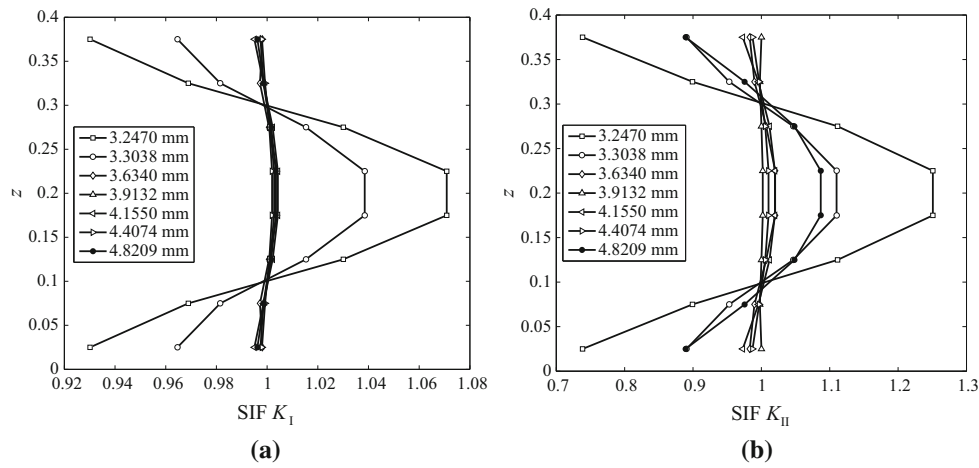 0.4
0.35
0.3
0.25
0.2
0.15
0.1
0.05
0
z
3.2470 mm
3.3038 mm
3.6340 mm
3.9132 mm
4.1550 mm
4.4074 mm
4.8209 mm
0.92 0.94 0.96 0.98 1 1.02 1.04 1.06 1.08
SIF K_I
(a)
0.4
0.35
0.3
0.25
0.2
0.15
0.1
0.05
0
z
3.2470 mm
3.3038 mm
3.6340 mm
3.9132 mm
4.1550 mm
4.4074 mm
4.8209 mm
0.7 0.8 0.9 1 1.1 1.2 1.3
SIF K_II
(b)